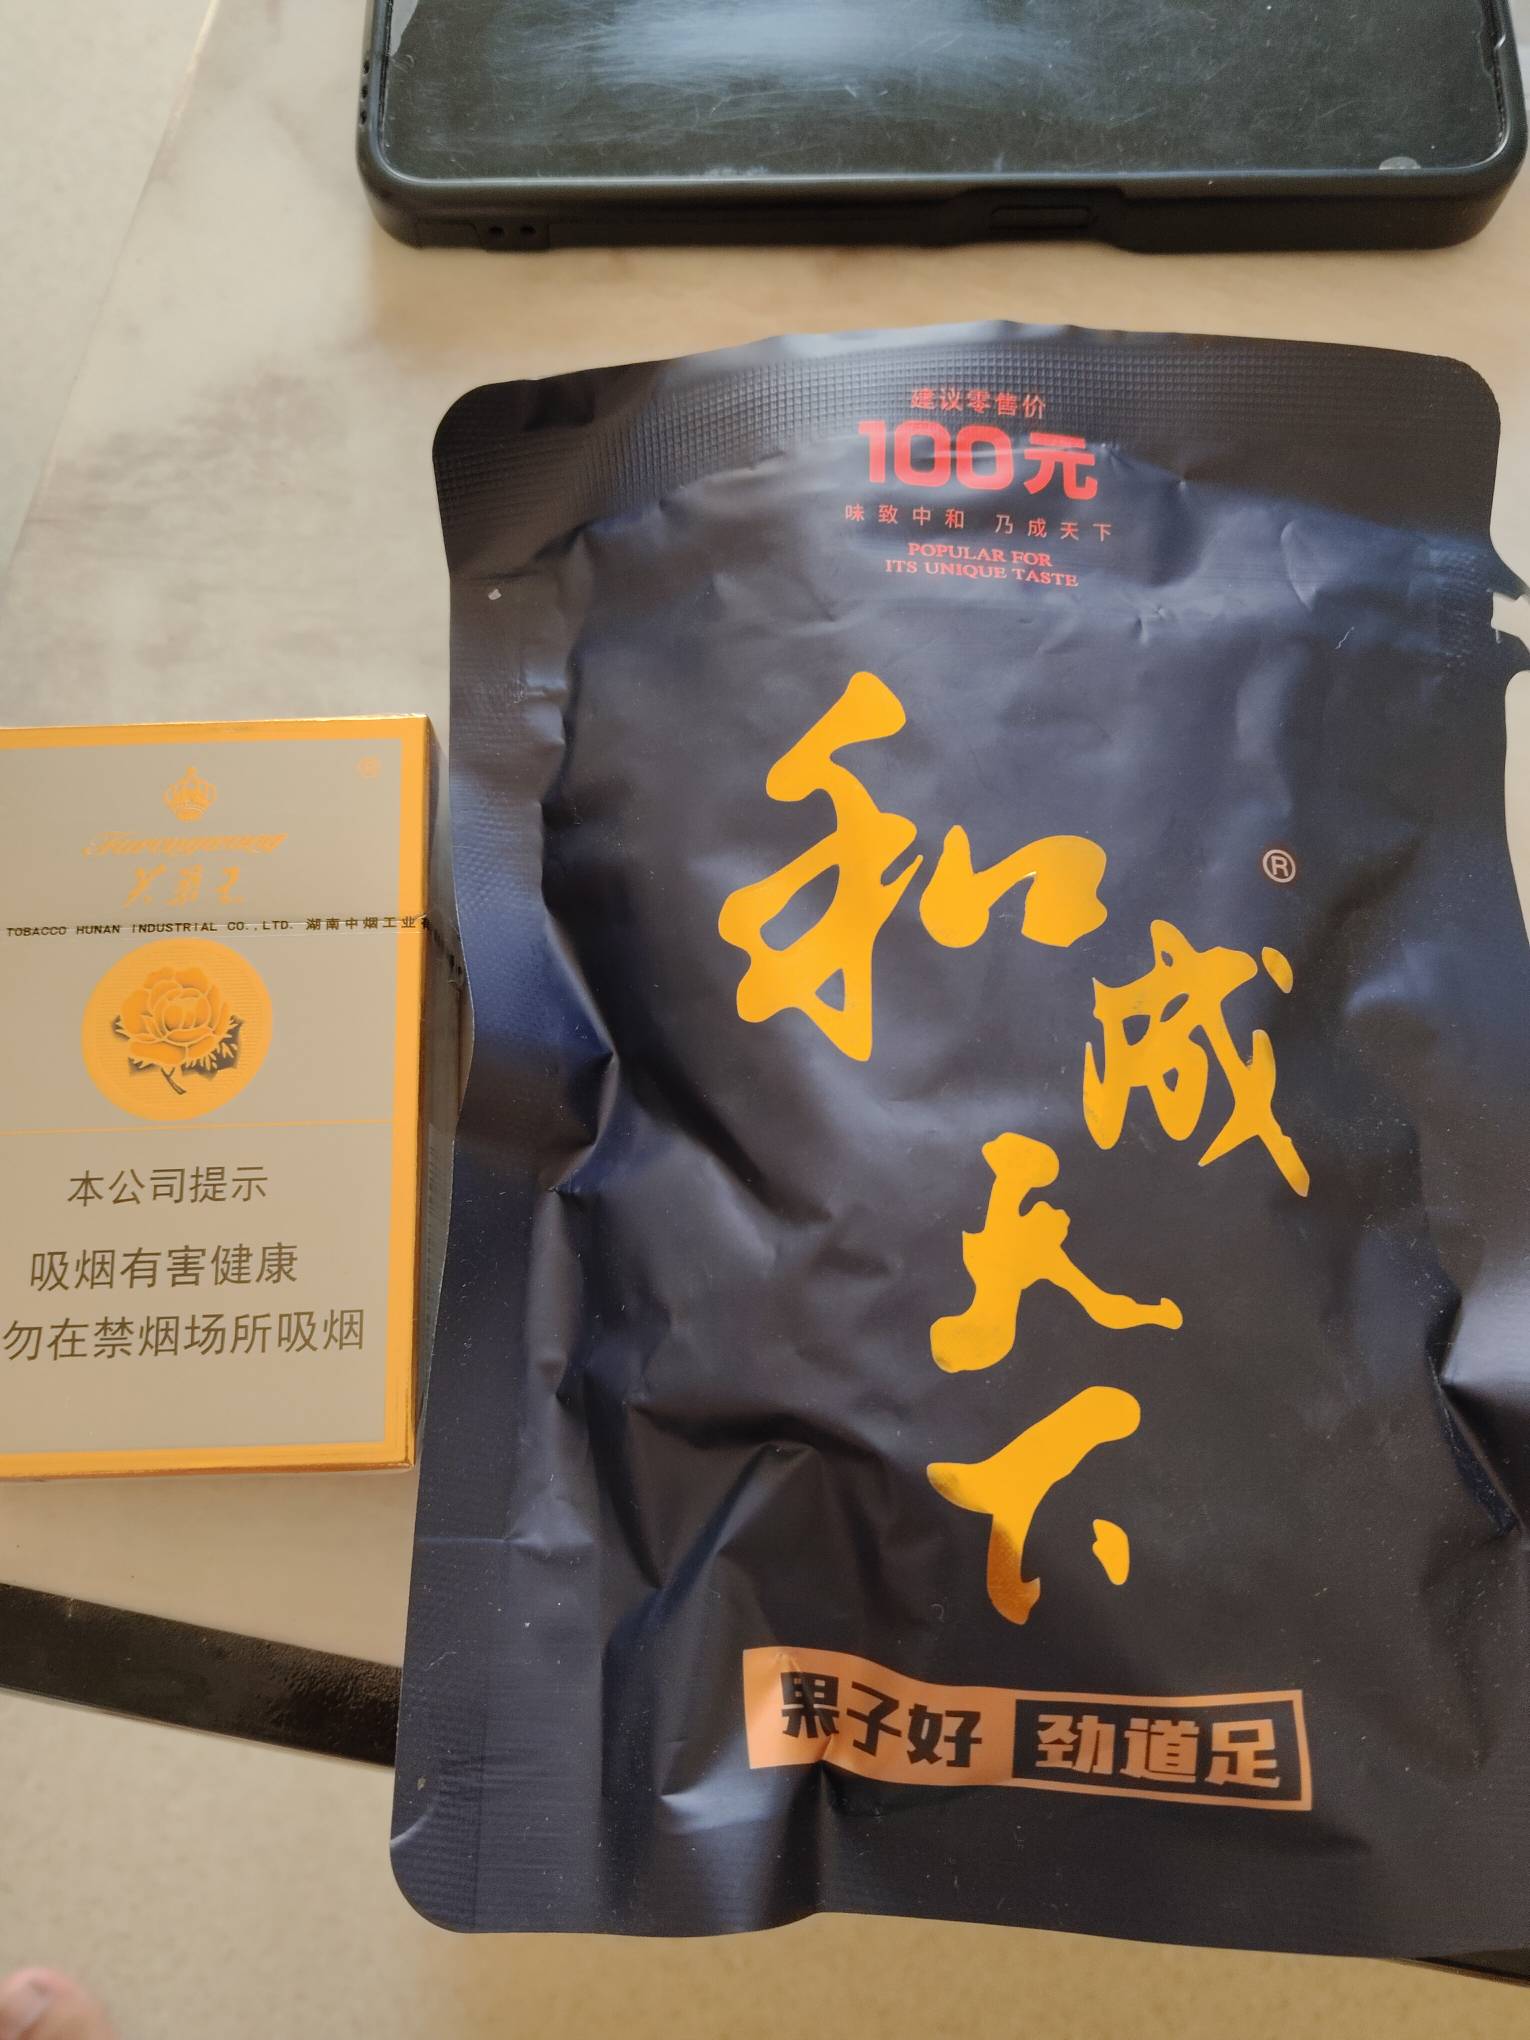 建议零售价
100元
味致中和 乃成天下
POPULAR FOR
ITS UNIQUE TASTE
和成天下
®
果子好 劲道足
®
Furongwang
芙蓉王
TOBACCO HUNAN INDUSTRIAL CO.,LTD. 湖南中烟工业有
本公司提示
吸烟有害健康
勿在禁烟场所吸烟